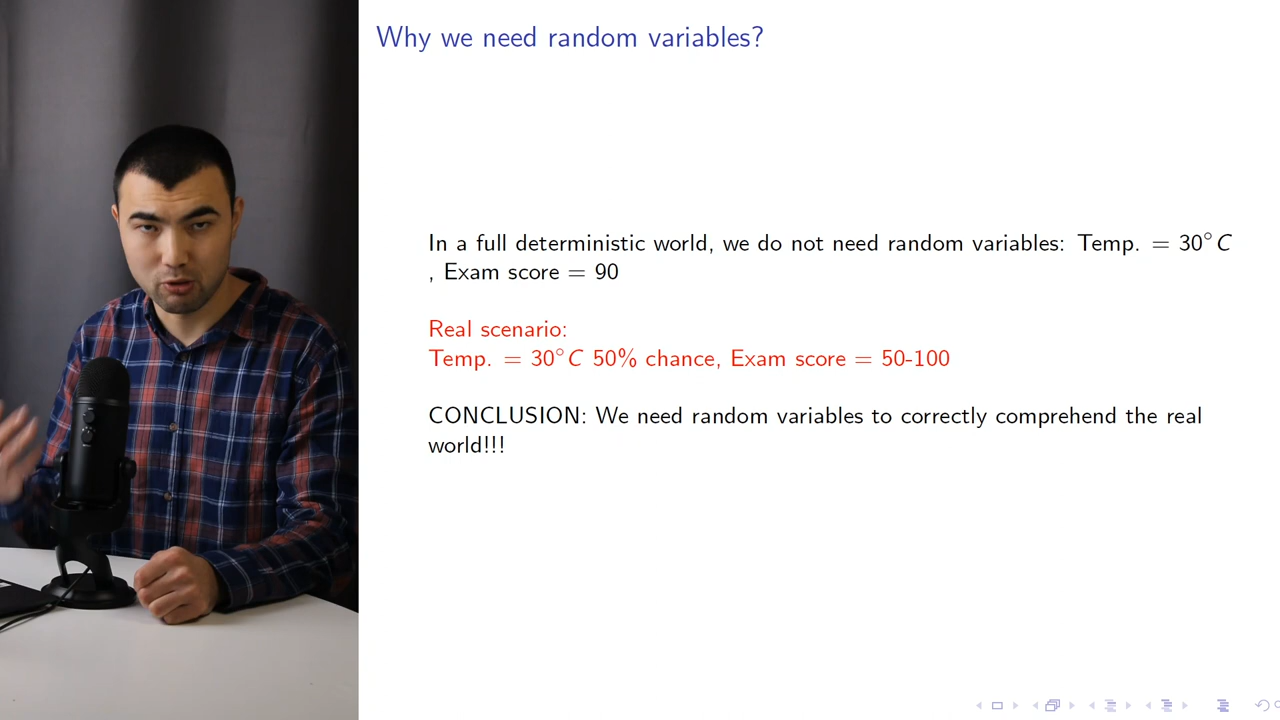 Why we need random variables?
In a full deterministic world, we do not need random variables: Temp. = 30°C
, Exam score = 90
Real scenario:
Temp. = 30°C 50% chance, Exam score = 50-100
CONCLUSION: We need random variables to correctly comprehend the real
world!!!